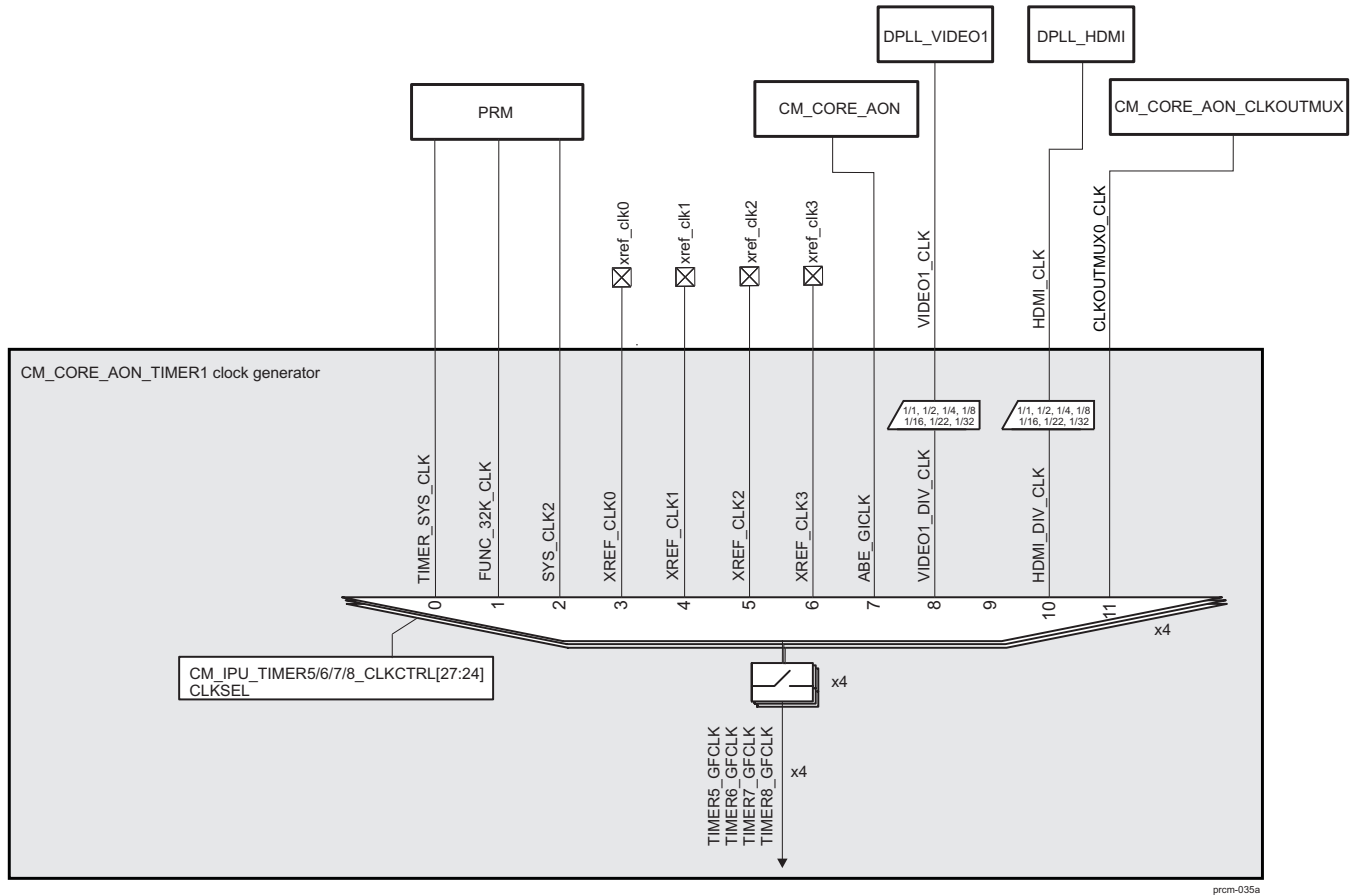 DPLL_VIDEO1
DPLL_HDMI
PRM
CM_CORE_AON
CM_CORE_AON_CLKOUTMUX
xref_clk0
xref_clk1
xref_clk2
xref_clk3
VIDEO1_CLK
HDMI_CLK
CLKOUTMUX0_CLK
CM_CORE_AON_TIMER1 clock generator
1/1, 1/2, 1/4, 1/8
1/16, 1/22, 1/32
1/1, 1/2, 1/4, 1/8
1/16, 1/22, 1/32
TIMER_SYS_CLK
FUNC_32K_CLK
SYS_CLK2
XREF_CLK0
XREF_CLK1
XREF_CLK2
XREF_CLK3
ABE_GICLK
VIDEO1_DIV_CLK
HDMI_DIV_CLK
0
1
2
3
4
5
6
7
8
9
10
11
x4
CM_IPU_TIMER5/6/7/8_CLKCTRL[27:24]
CLKSEL
x4
TIMER5_GFCLK
TIMER6_GFCLK
TIMER7_GFCLK
TIMER8_GFCLK
x4
prcm-035a